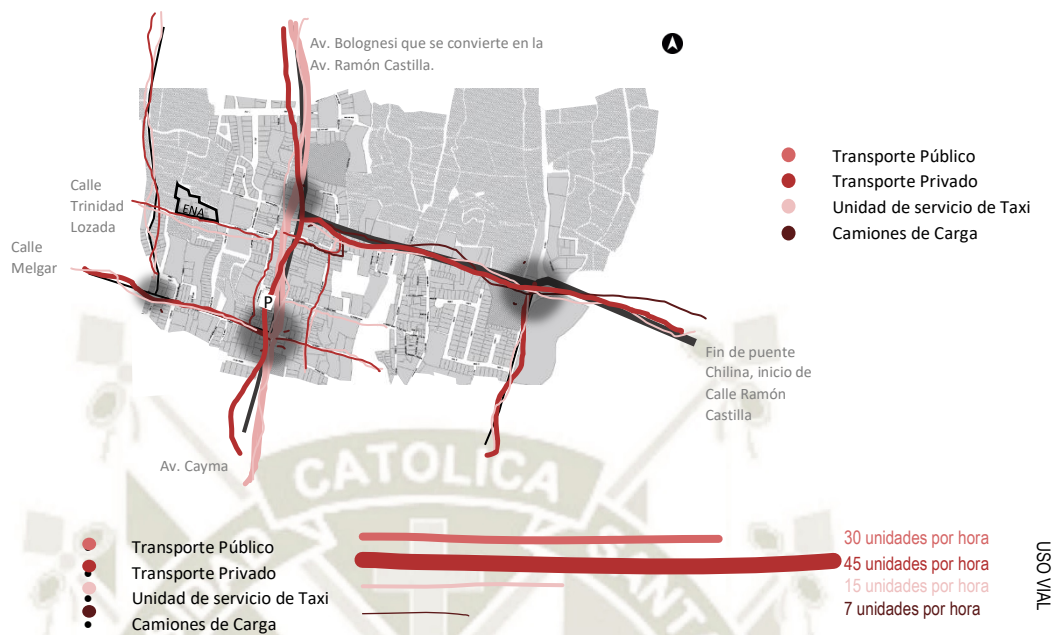 Av. Bolognesi que se convierte en la
Av. Ramón Castilla.
Transporte Público
Transporte Privado
Unidad de servicio de Taxi
Camiones de Carga
Calle
Trinidad
Lozada
ENA
Calle
Melgar
P
Fin de puente
Chilina, inicio de
Calle Ramón
Castilla
Av. Cayma
CATOLICA
SANT
Transporte Público
Transporte Privado
Unidad de servicio de Taxi
Camiones de Carga
30 unidades por hora
45 unidades por hora
15 unidades por hora
7 unidades por hora
USO VIAL